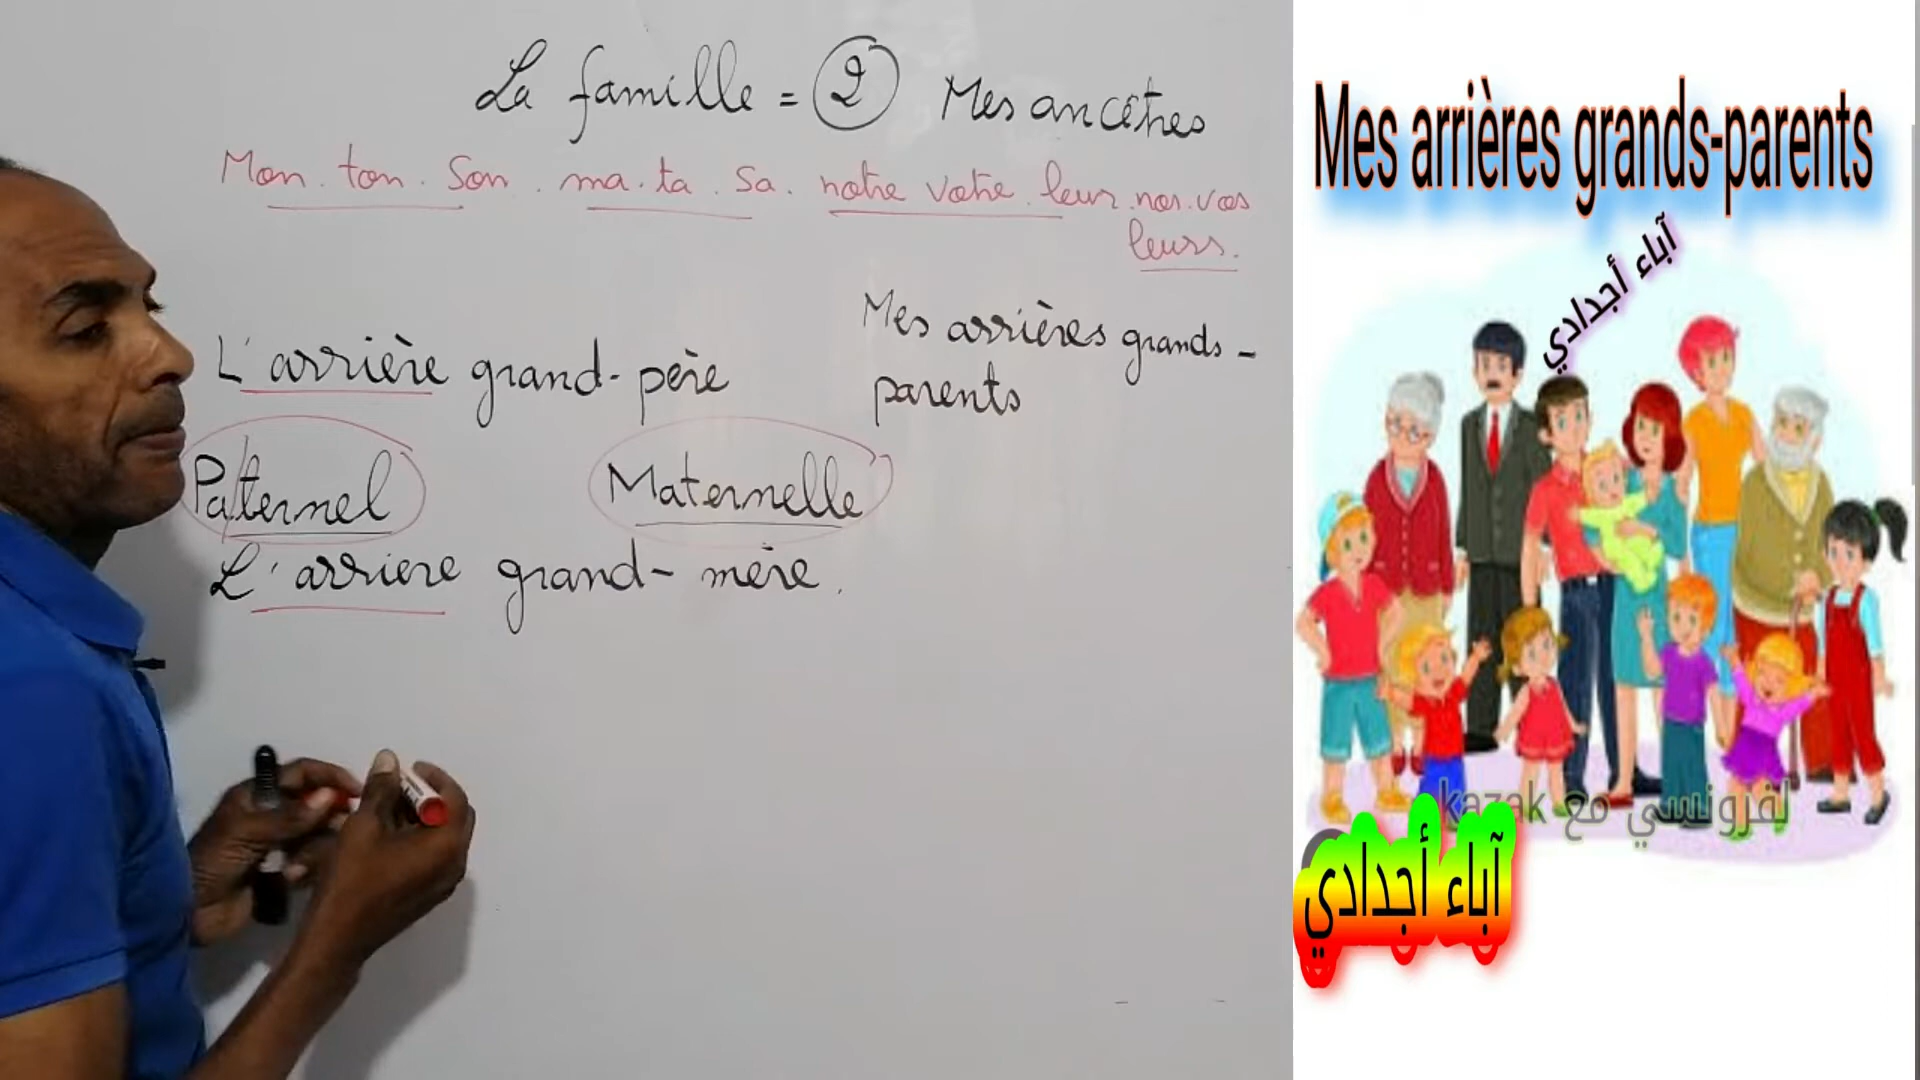 La famille = 2 Mes ancêtres
Mon. ton. Son. ma. ta. sa. notre votre. leur. nos. vos
leurs.
L'arrière grand-père
Mes arrières grands-
parents
Paternel
Maternelle
L'arriere grand-mère.
Mes arrières grands-parents
آباء أجدادي
لفرونسي مع kazak
آباء أجدادي